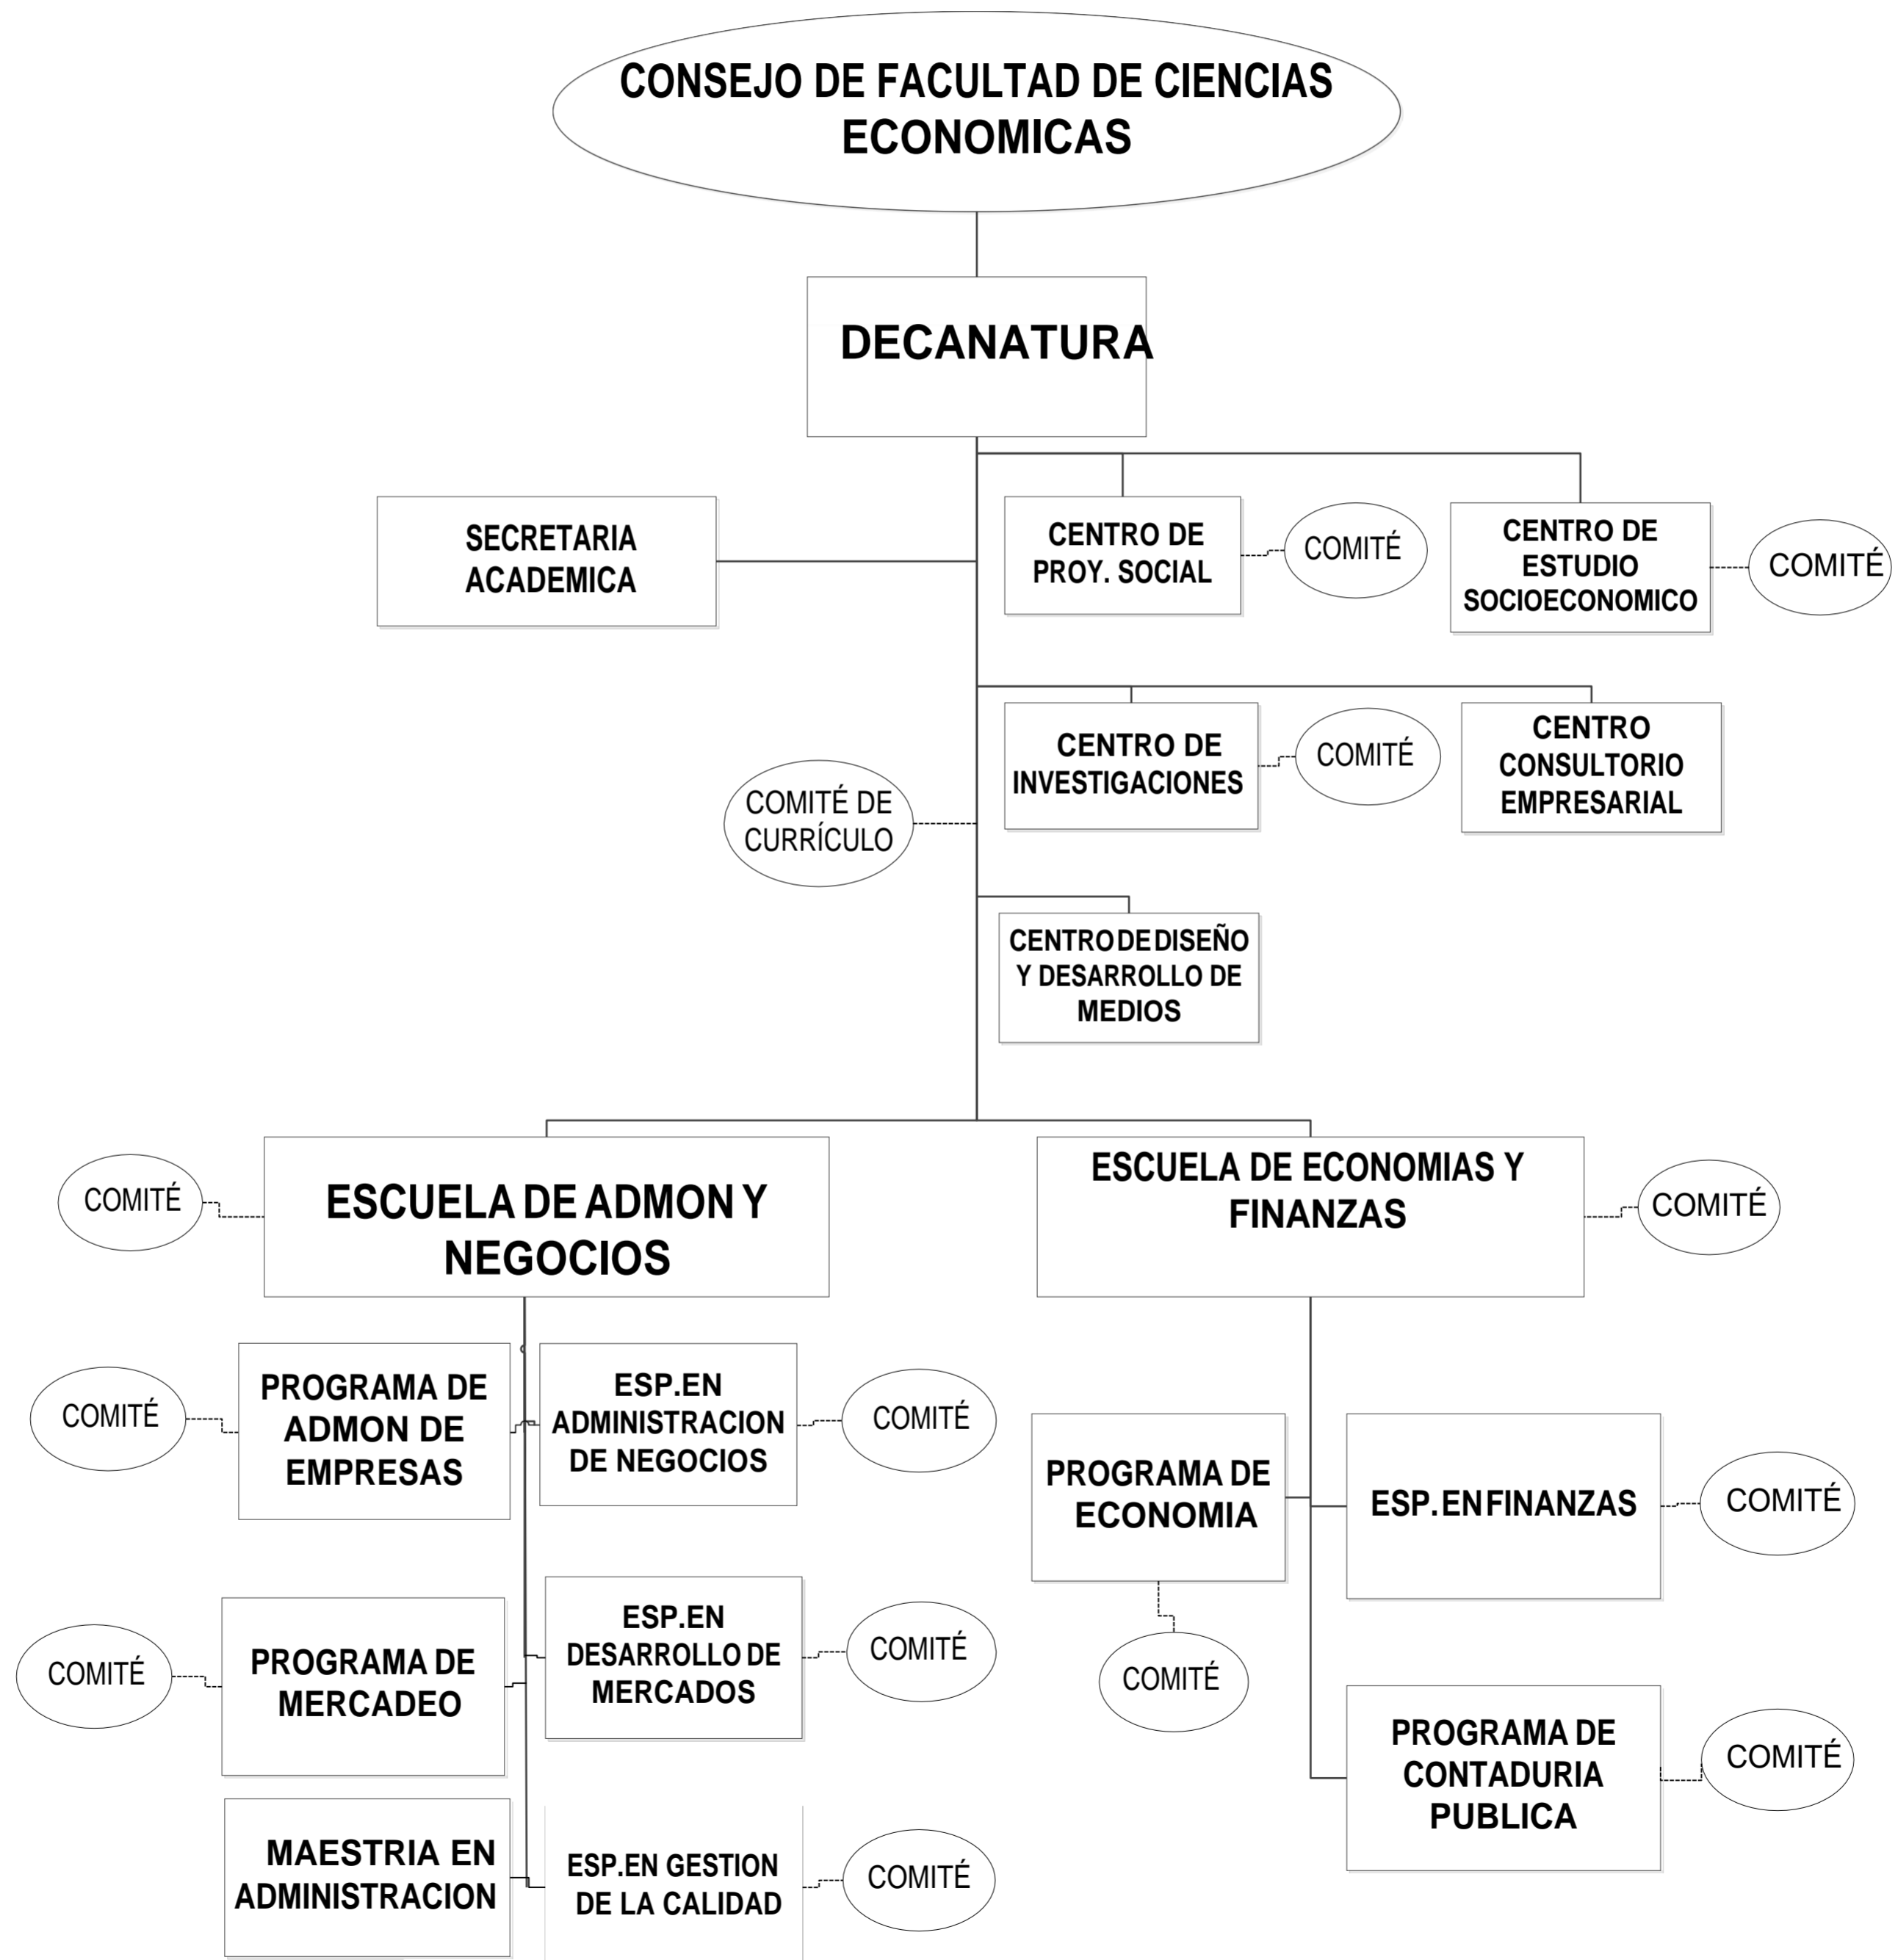 CONSEJO DE FACULTAD DE CIENCIAS
ECONOMICAS
DECANATURA
SECRETARIA
ACADEMICA
CENTRO DE
PROY. SOCIAL
COMITÉ
CENTRO DE
ESTUDIO
SOCIOECONOMICO
COMITÉ
CENTRO DE
INVESTIGACIONES
COMITÉ
CENTRO
CONSULTORIO
EMPRESARIAL
COMITÉ DE
CURRÍCULO
CENTRO DE DISEÑO
Y DESARROLLO DE
MEDIOS
COMITÉ
ESCUELA DE ADMON Y
NEGOCIOS
ESCUELA DE ECONOMIAS Y
FINANZAS
COMITÉ
COMITÉ
PROGRAMA DE
ADMON DE
EMPRESAS
ESP.EN
ADMINISTRACION
DE NEGOCIOS
COMITÉ
PROGRAMA DE
ECONOMIA
COMITÉ
ESP. EN FINANZAS
COMITÉ
COMITÉ
PROGRAMA DE
MERCADEO
ESP.EN
DESARROLLO DE
MERCADOS
COMITÉ
PROGRAMA DE
CONTADURIA
PUBLICA
COMITÉ
MAESTRIA EN
ADMINISTRACION
ESP.EN GESTION
DE LA CALIDAD
COMITÉ